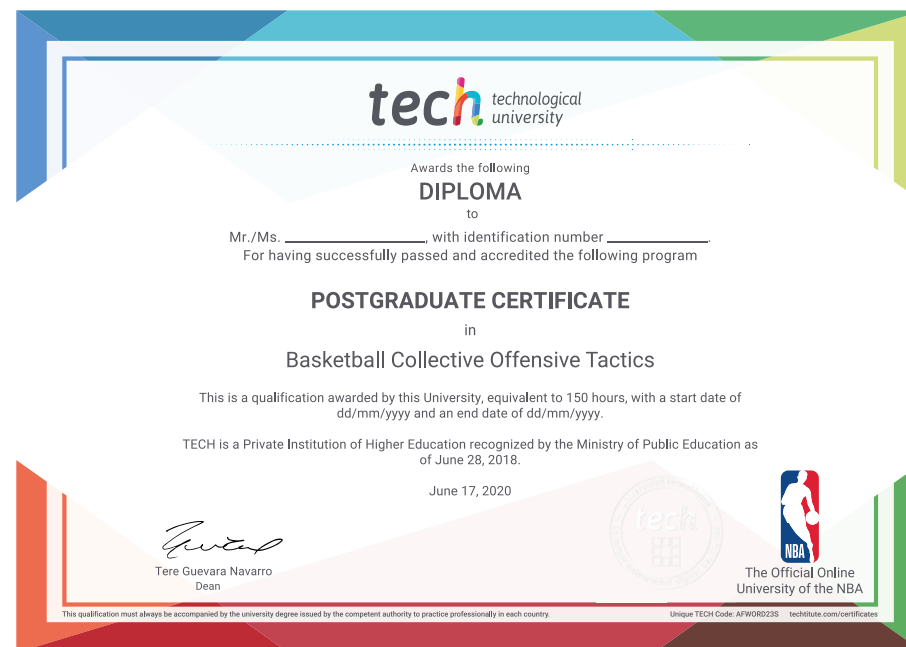 tech technological
university
Awards the following
DIPLOMA
to
Mr./Ms. ____________________, with identification number ______________.
For having successfully passed and accredited the following program
POSTGRADUATE CERTIFICATE
in
Basketball Collective Offensive Tactics
This is a qualification awarded by this University, equivalent to 150 hours, with a start date of
dd/mm/yyyy and an end date of dd/mm/yyyy.
TECH is a Private Institution of Higher Education recognized by the Ministry of Public Education as
of June 28, 2018.
June 17, 2020
tech
NBA
Tere Guevara Navarro
Dean
The Official Online
University of the NBA
This qualification must always be accompanied by the university degree issued by the competent authority to practice professionally in each country.
Unique TECH Code: AFWORD23S techtitute.com/certificates